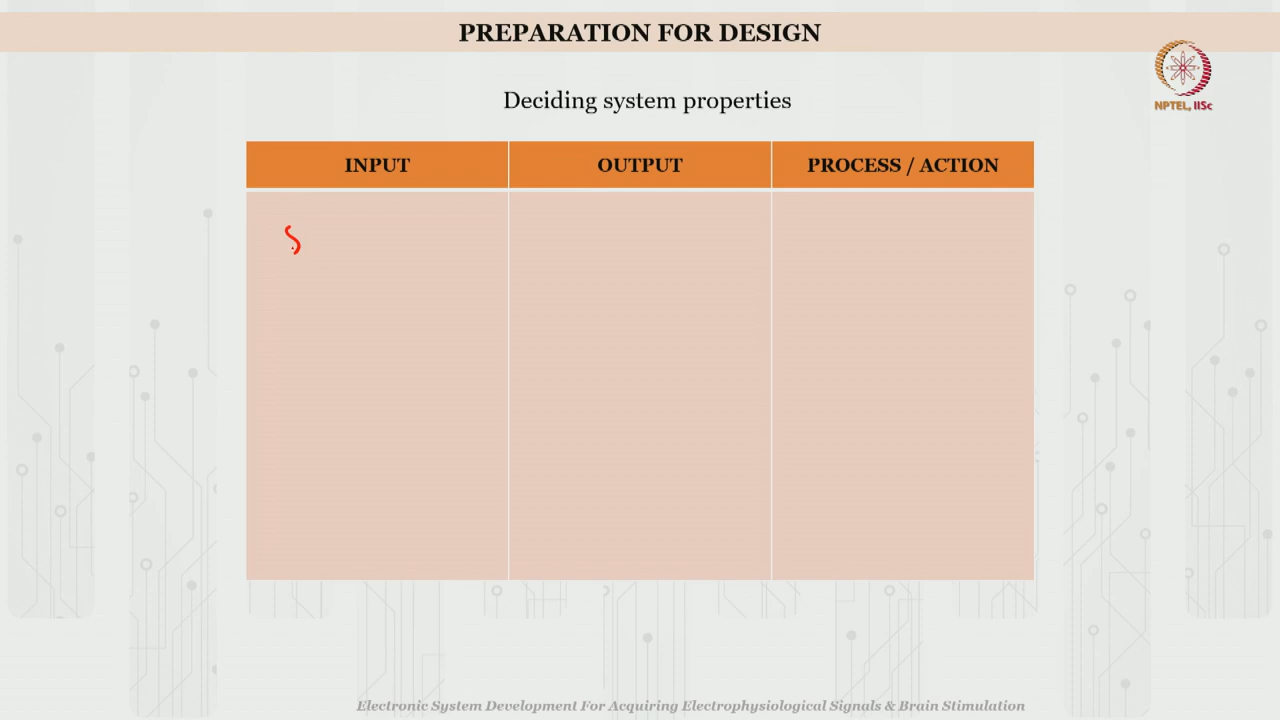 PREPARATION FOR DESIGN
NPTEL, IISc
Deciding system properties
INPUT OUTPUT PROCESS / ACTION
S
Electronic System Development For Acquiring Electrophysiological Signals & Brain Stimulation